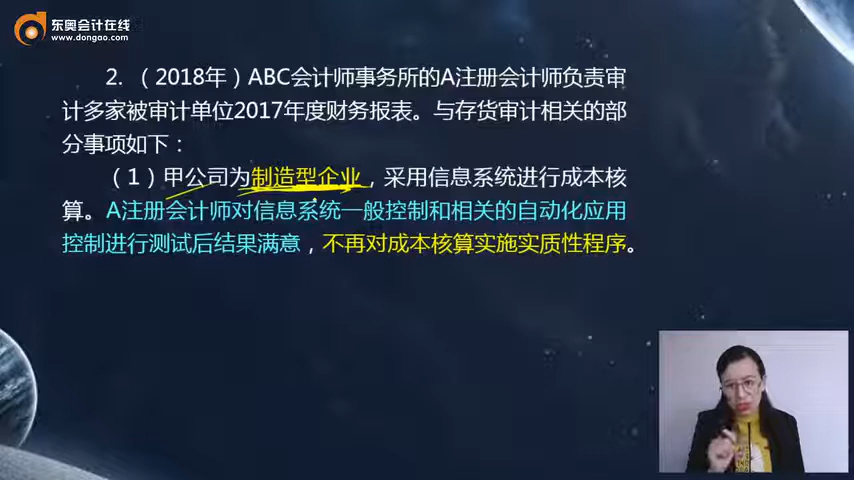 东奥会计在线
www.dongao.com
2.（2018年）ABC会计师事务所的A注册会计师负责审
计多家被审计单位2017年度财务报表。与存货审计相关的部
分事项如下：
（1）甲公司为制造型企业，采用信息系统进行成本核
算。A注册会计师对信息系统一般控制和相关的自动化应用
控制进行测试后结果满意，不再对成本核算实施实质性程序。